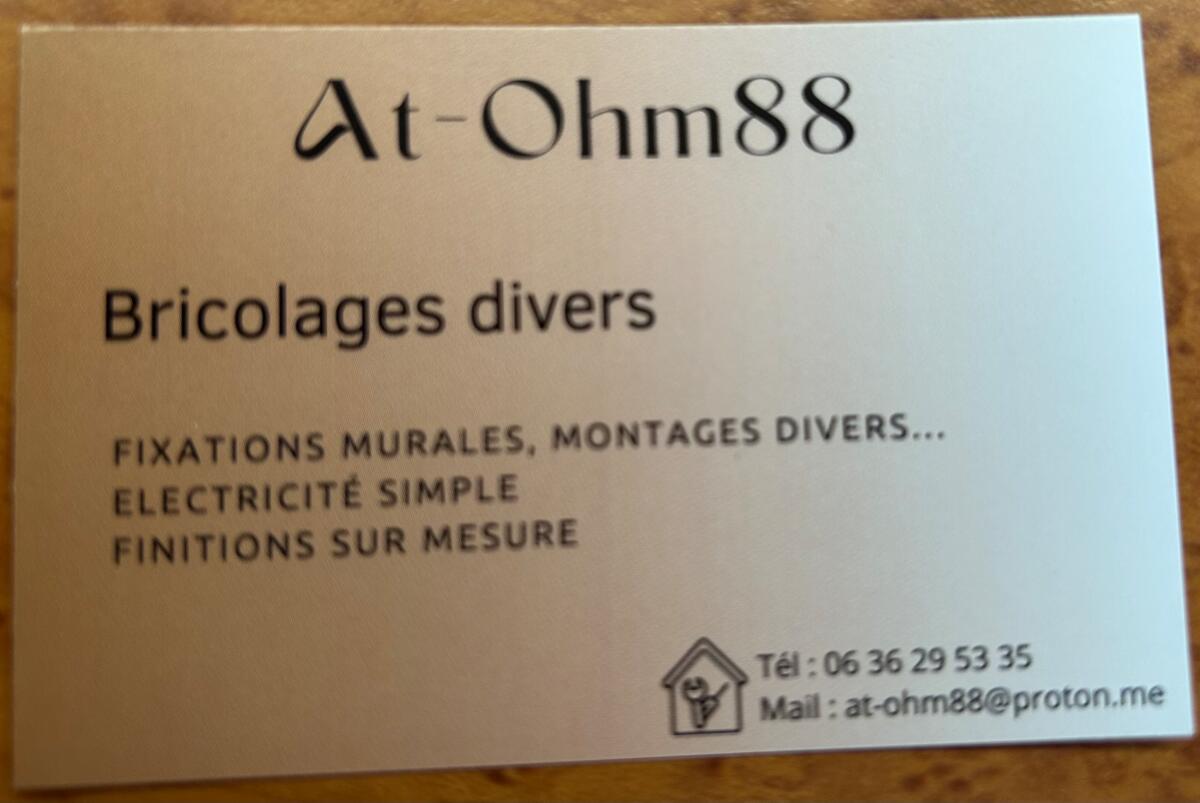 At-Ohm88
Bricolages divers
FIXATIONS MURALES, MONTAGES DIVERS...
ELECTRICITÉ SIMPLE
FINITIONS SUR MESURE
Tél : 06 36 29 53 35
Mail : at-ohm88@proton.me